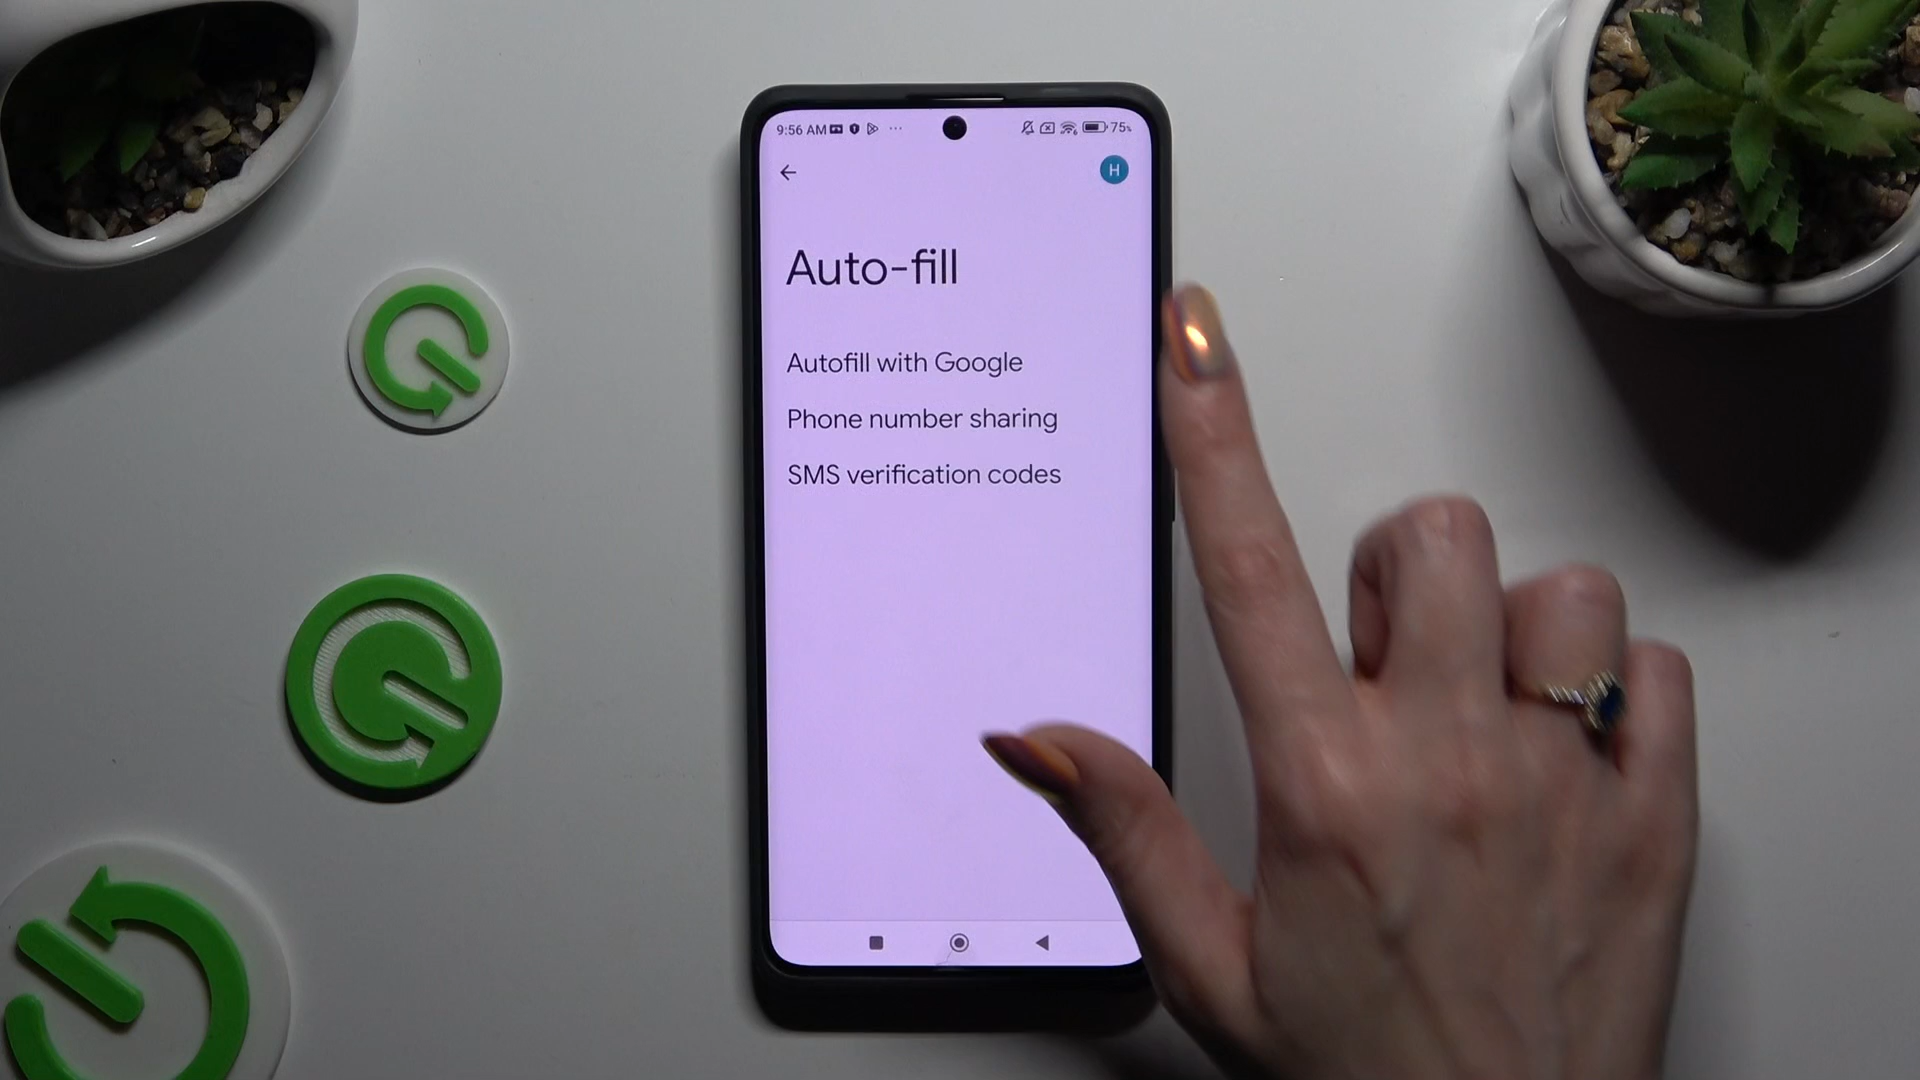 9:56 AM 75%
H
Auto-fill
Autofill with Google
Phone number sharing
SMS verification codes